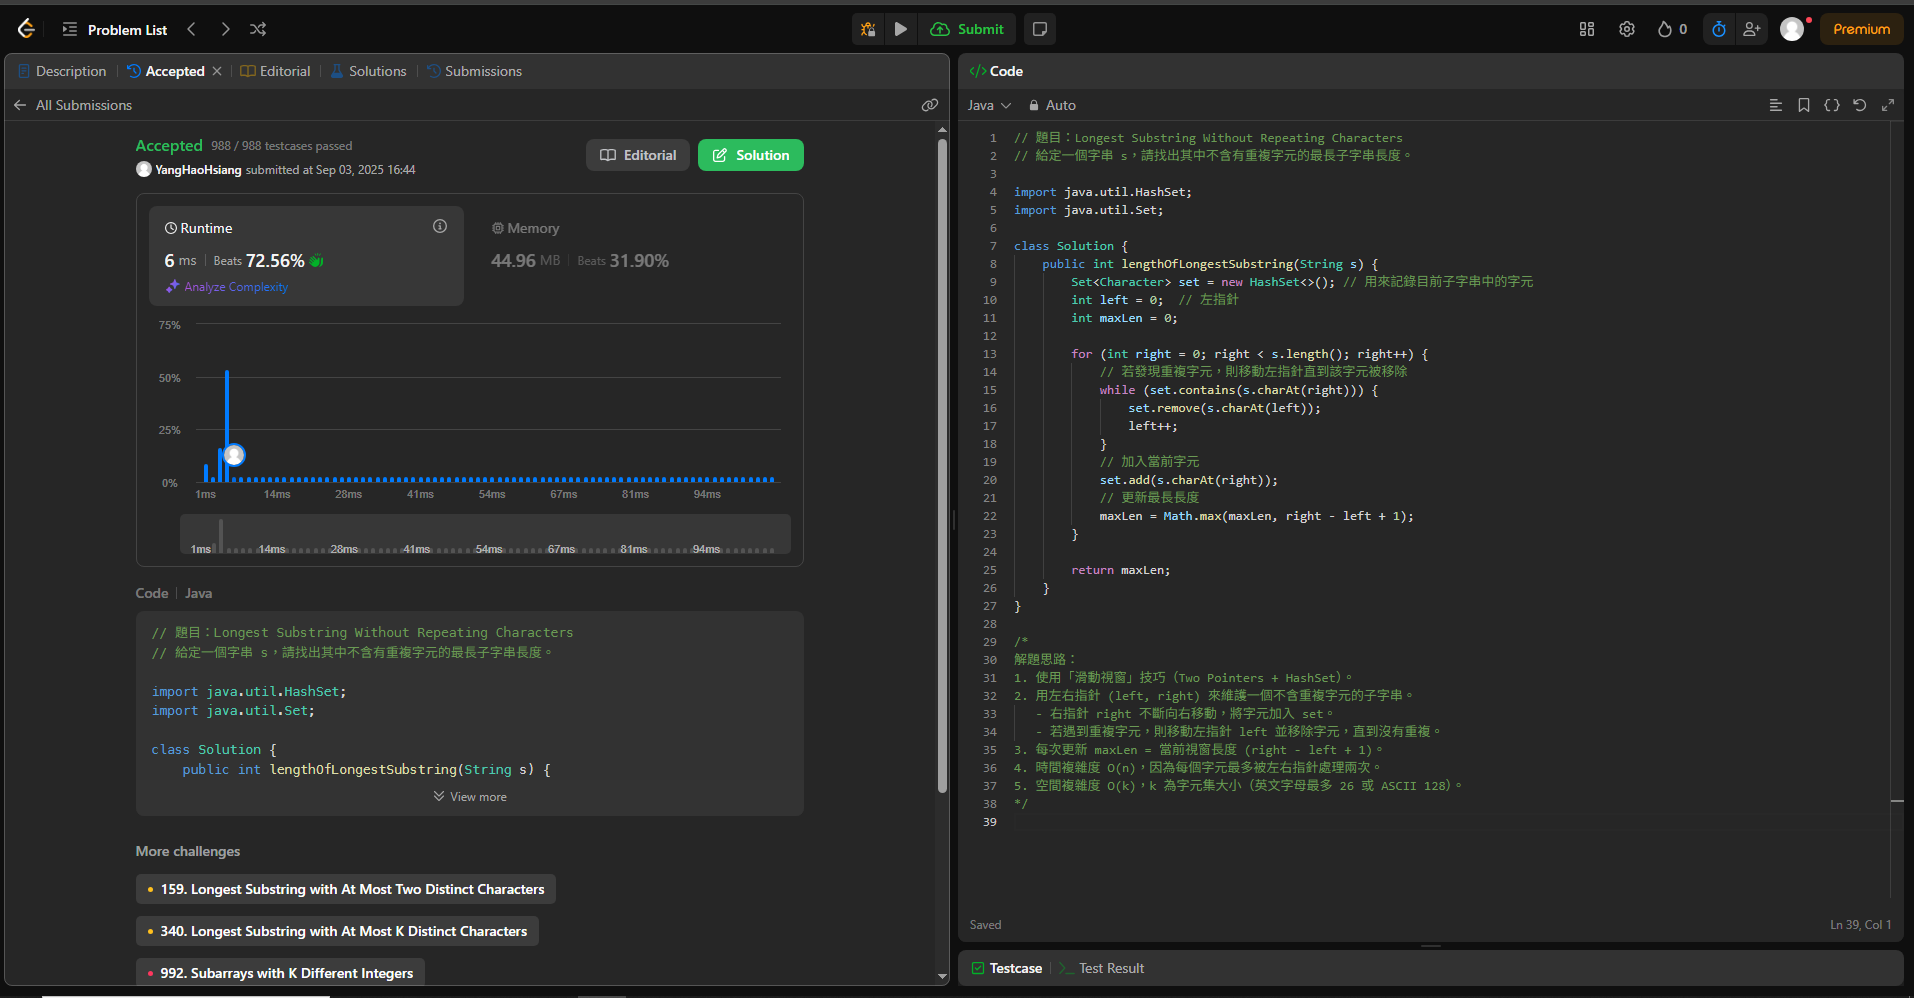 Problem List
Submit
0
Premium
Description
Accepted
Editorial
Solutions
Submissions
All Submissions
Accepted 988 / 988 testcases passed
YangHaoHsiang submitted at Sep 03, 2025 16:44
Editorial
Solution
Runtime
6 ms Beats 72.56%
Analyze Complexity
Memory
44.96 MB Beats 31.90%
75%
50%
25%
0%
1ms 14ms 28ms 41ms 54ms 67ms 81ms 94ms
1ms 14ms 28ms 41ms 54ms 67ms 81ms 94ms
Code Java
// 題目：Longest Substring Without Repeating Characters
// 給定一個字串 s，請找出其中不含有重複字元的最長子字串長度。
import java.util.HashSet;
import java.util.Set;
class Solution {
public int lengthOfLongestSubstring(String s) {
View more
More challenges
159. Longest Substring with At Most Two Distinct Characters
340. Longest Substring with At Most K Distinct Characters
992. Subarrays with K Different Integers
</> Code
Java Auto
1 // 題目：Longest Substring Without Repeating Characters
2 // 給定一個字串 s，請找出其中不含有重複字元的最長子字串長度。
3
4 import java.util.HashSet;
5 import java.util.Set;
6
7 class Solution {
8 public int lengthOfLongestSubstring(String s) {
9 Set<Character> set = new HashSet<>(); // 用來記錄目前子字串中的字元
10 int left = 0; // 左指針
11 int maxLen = 0;
12
13 for (int right = 0; right < s.length(); right++) {
14 // 若發現重複字元，則移動左指針直到該字元被移除
15 while (set.contains(s.charAt(right))) {
16 set.remove(s.charAt(left));
17 left++;
18 }
19 // 加入當前字元
20 set.add(s.charAt(right));
21 // 更新最長長度
22 maxLen = Math.max(maxLen, right - left + 1);
23 }
24
25 return maxLen;
26 }
27 }
28
29 /*
30 解題思路：
31 1. 使用「滑動視窗」技巧（Two Pointers + HashSet）。
32 2. 用左右指針 (left, right) 來維護一個不含重複字元的子字串。
33 - 右指針 right 不斷向右移動，將字元加入 set。
34 - 若遇到重複字元，則移動左指針 left 並移除字元，直到沒有重複。
35 3. 每次更新 maxLen = 當前視窗長度 (right - left + 1)。
36 4. 時間複雜度 O(n)，因為每個字元最多被左右指針處理兩次。
37 5. 空間複雜度 O(k)，k 為字元集大小（英文字母最多 26 或 ASCII 128）。
38 */
39
Saved
Ln 39, Col 1
Testcase
Test Result